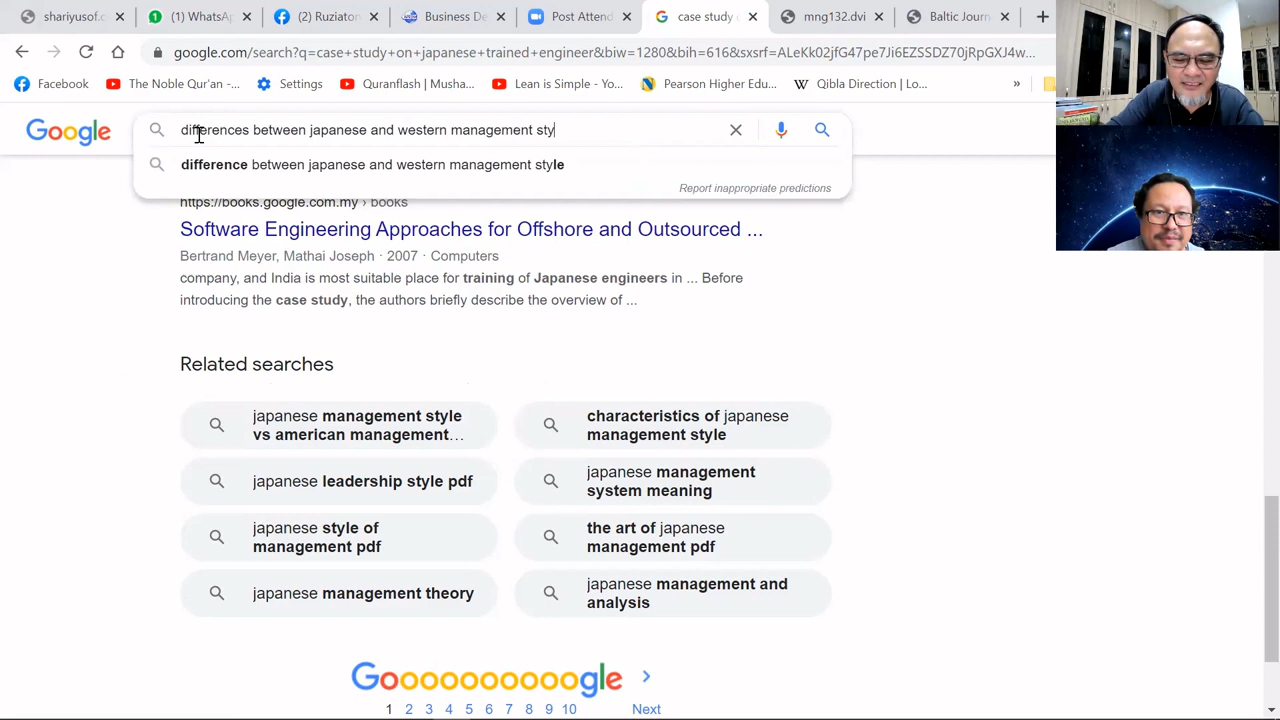 shariyusof.c
(1) Whats/
(2) Ruziaton
Business De
Post Attend
case study o
mng132.dvi
Baltic Journ
google.com/search?q=case+study+on+japanese+trained+engineer&biw=1280&bih=616&sxsrf=ALeKk02jfG47pe7Ji6EZSSDZ70jRpGXJ4w...
Facebook
The Noble Qur'an -...
Settings
Quranflash - Musha...
Lean is Simple - Yo...
Pearson Higher Edu...
Qibla Direction | Lo...
»
Google
differences between japanese and western management sty
difference between japanese and western management style
Report inappropriate predictions
https://books.google.com.my › books
Software Engineering Approaches for Offshore and Outsourced ...
Bertrand Meyer, Mathai Joseph · 2007 · Computers
company, and India is most suitable place for training of Japanese engineers in ... Before
introducing the case study, the authors briefly describe the overview of ...
Related searches
japanese management style
vs american management...
characteristics of japanese
management style
japanese leadership style pdf
japanese management
system meaning
japanese style of
management pdf
the art of japanese
management pdf
japanese management theory
japanese management and
analysis
Goooooooooogle
1 2 3 4 5 6 7 8 9 10 Next